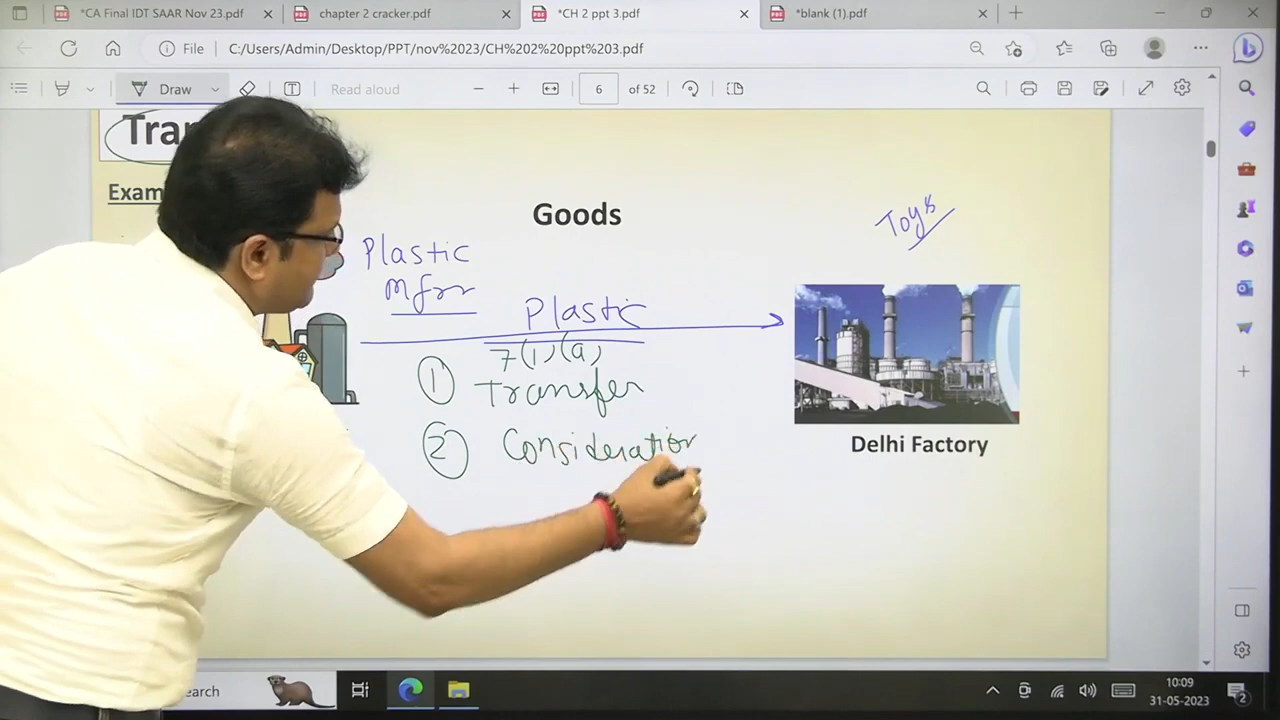 *CA Final IDT SAAR Nov 23.pdf
chapter 2 cracker.pdf
*CH 2 ppt 3.pdf
*blank (1).pdf
File
C:/Users/Admin/Desktop/PPT/nov%2023/CH%202%20ppt%203.pdf
Draw
Read aloud
6 of 52
Tra
Exam
Goods
Toys
Plastic
Mfrr
Plastic
7(1)(a)
1 Transfer
2 Consideration
Delhi Factory
earch
10:09
31-05-2023
2